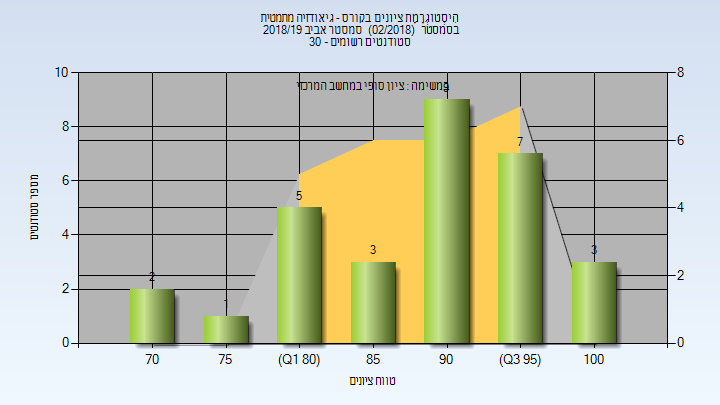 היסטוגרמת ציונים בקורס - גיאודזיה מתמטית
בסמסטר (02/2018) סמסטר אביב 2018/19
סטודנטים רשומים - 30
משימה : ציון סופי במחשב המרכזי
10
8
6
4
2
0
8
6
4
2
0
מספר סטודנטים
2
1
5
3
9
7
3
70
75
(Q1 80)
85
90
(Q3 95)
100
טווח ציונים